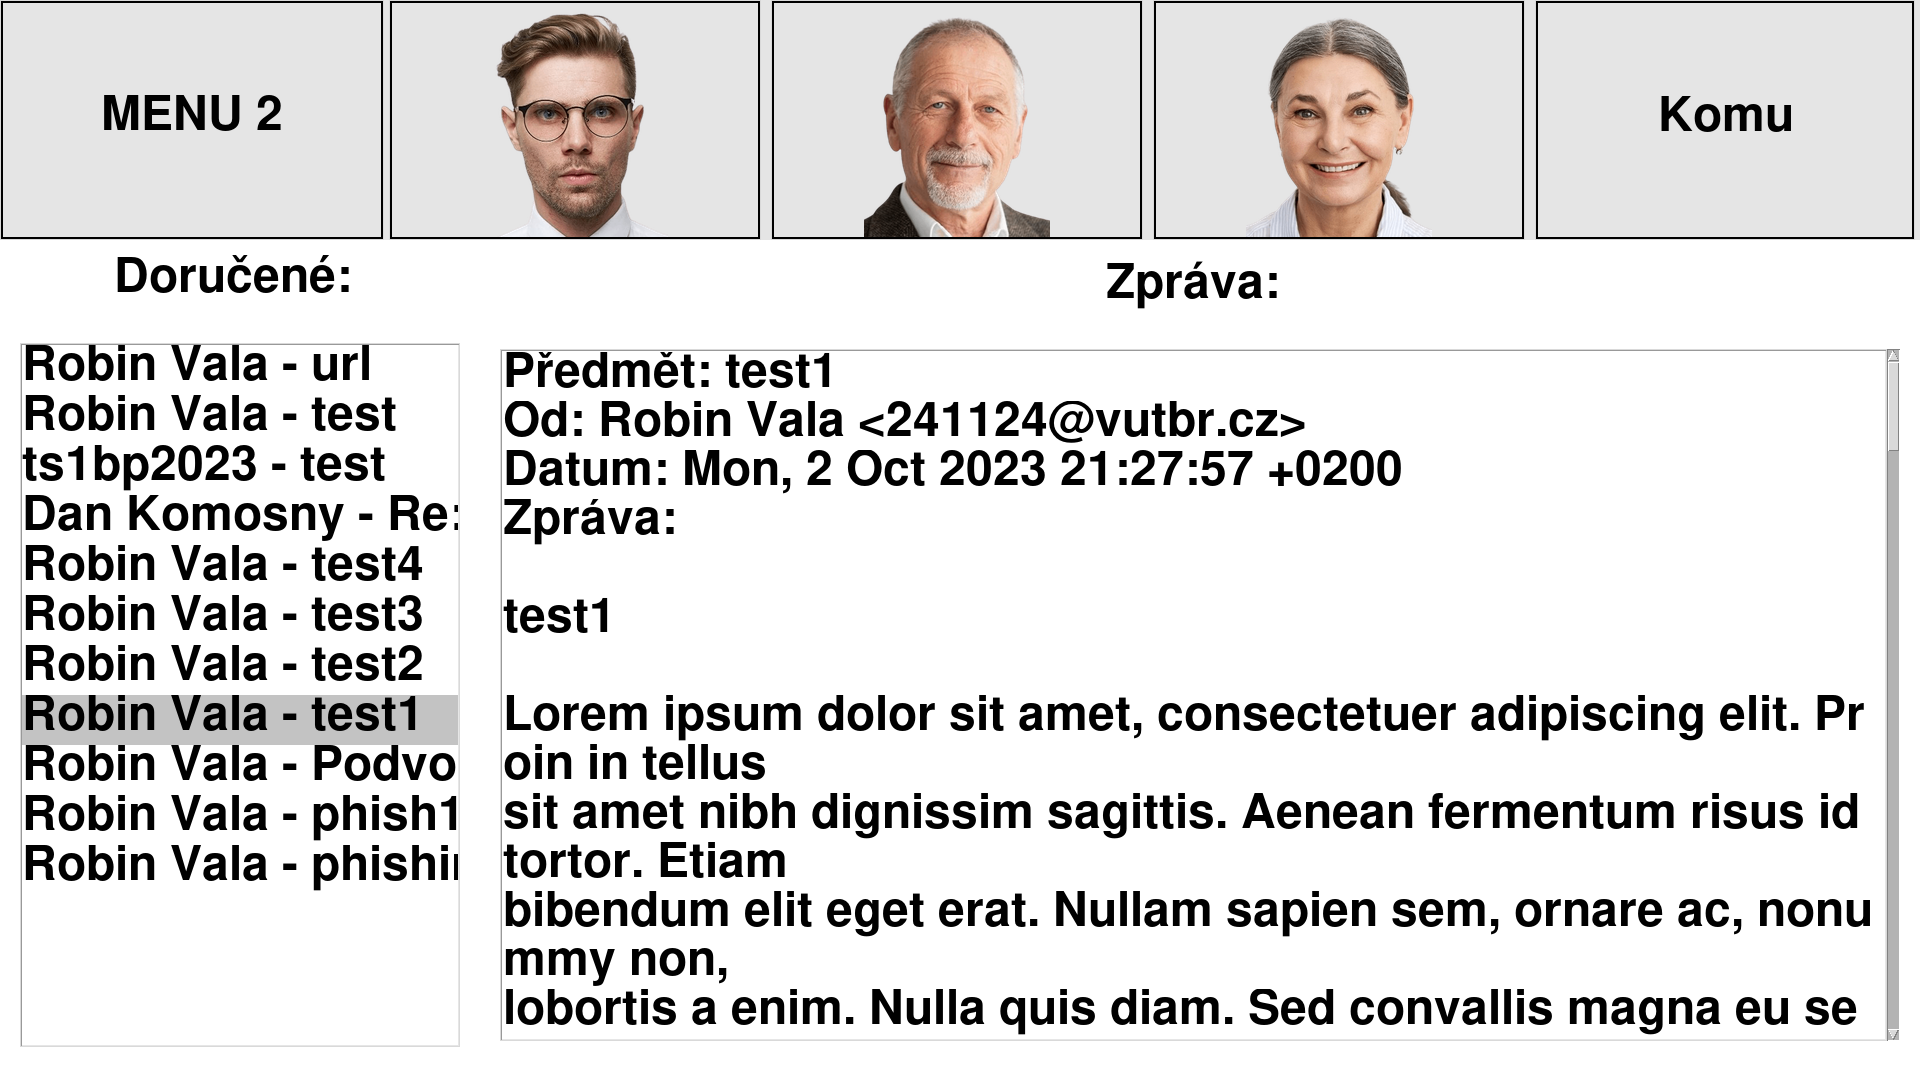 MENU 2
Komu
Doručené:
Robin Vala - url
Robin Vala - test
ts1bp2023 - test
Dan Komosny - Re:
Robin Vala - test4
Robin Vala - test3
Robin Vala - test2
Robin Vala - test1
Robin Vala - Podvo
Robin Vala - phish1
Robin Vala - phishi
Zpráva:
Předmět: test1
Od: Robin Vala <241124@vutbr.cz>
Datum: Mon, 2 Oct 2023 21:27:57 +0200
Zpráva:
test1
Lorem ipsum dolor sit amet, consectetuer adipiscing elit. Pr
oin in tellus
sit amet nibh dignissim sagittis. Aenean fermentum risus id
tortor. Etiam
bibendum elit eget erat. Nullam sapien sem, ornare ac, nonu
mmy non,
lobortis a enim. Nulla quis diam. Sed convallis magna eu se